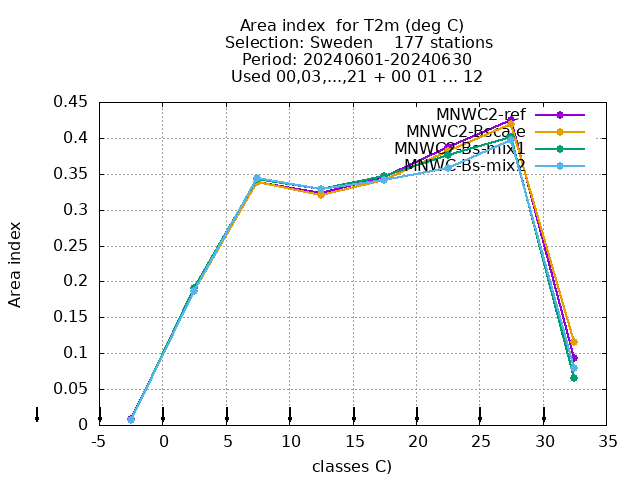 Area index for T2m (deg C)
Selection: Sweden 177 stations
Period: 20240601-20240630
Used 00,03,...,21 + 00 01 ... 12
MNWC2-ref
MNWC2-Bscale
MNWC2-Bs-mix1
MNWC-Bs-mix2
0.45
0.4
0.35
0.3
0.25
0.2
0.15
0.1
0.05
0
Area index
-5 0 5 10 15 20 25 30 35
classes C)